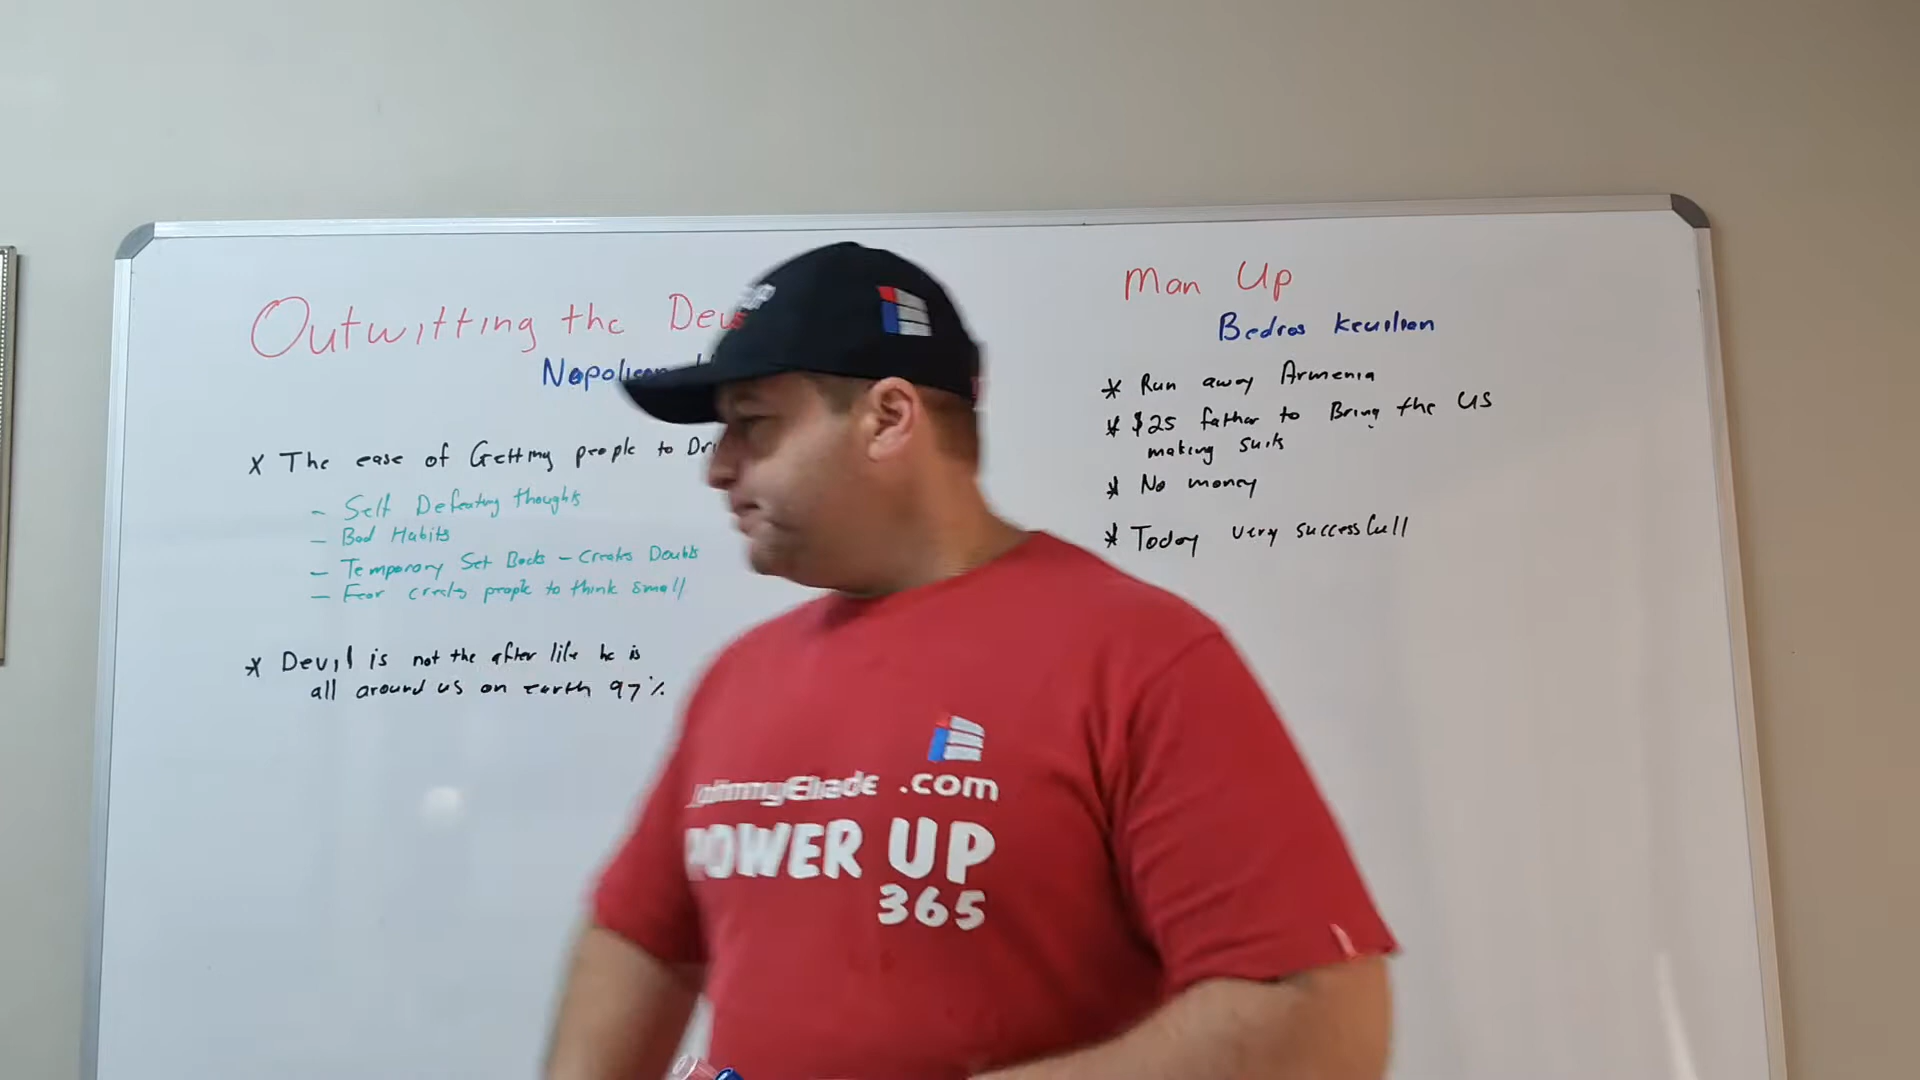 Outwitting the Dev
Napoleon
X The ease of Getting people to Dr
- Self Defeating thoughts
- Bad Habits
- Temporary Set Backs - Creates Doubts
- Fear creates people to think small
* Devil is not the after life he is
all around us on earth 97%
Man Up
Bedros Keuilian
* Run away Armenia
* $25 father to Bring the US
making suits
* No money
* Today very successfull
JohnnyElhade.com
POWER UP
365